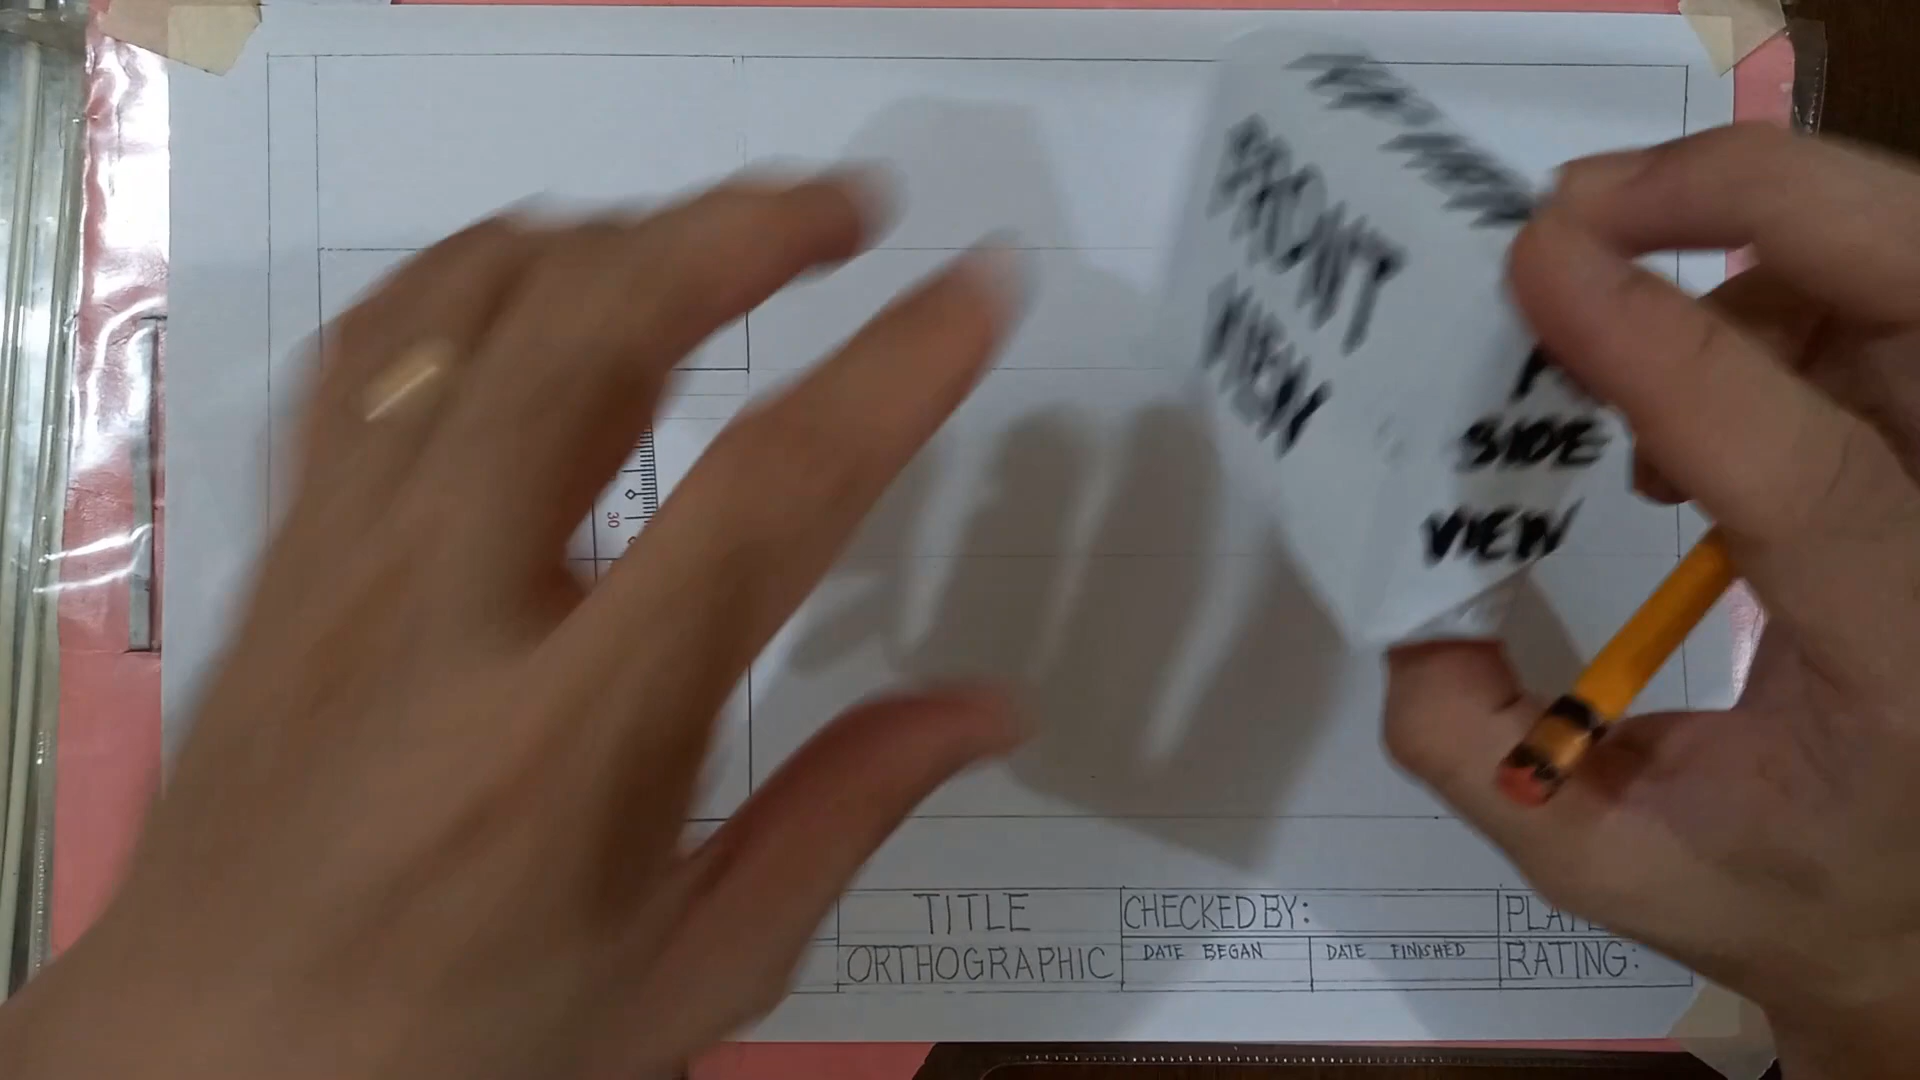 FRONT
VIEW
SIDE
VIEW
30
TITLE
ORTHOGRAPHIC
CHECKED BY:
DATE BEGAN
DATE FINISHED
RATING: